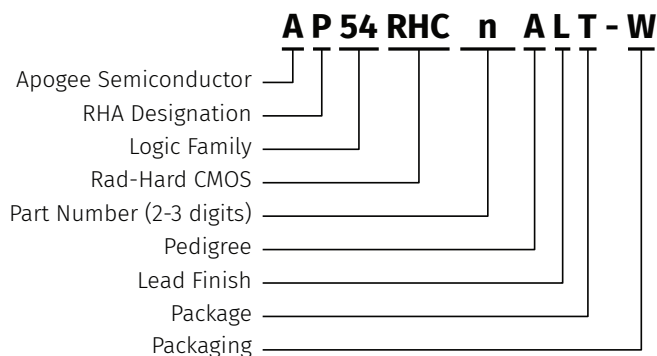 A P 54 RHC n A L T - W
Apogee Semiconductor
RHA Designation
Logic Family
Rad-Hard CMOS
Part Number (2-3 digits)
Pedigree
Lead Finish
Package
Packaging